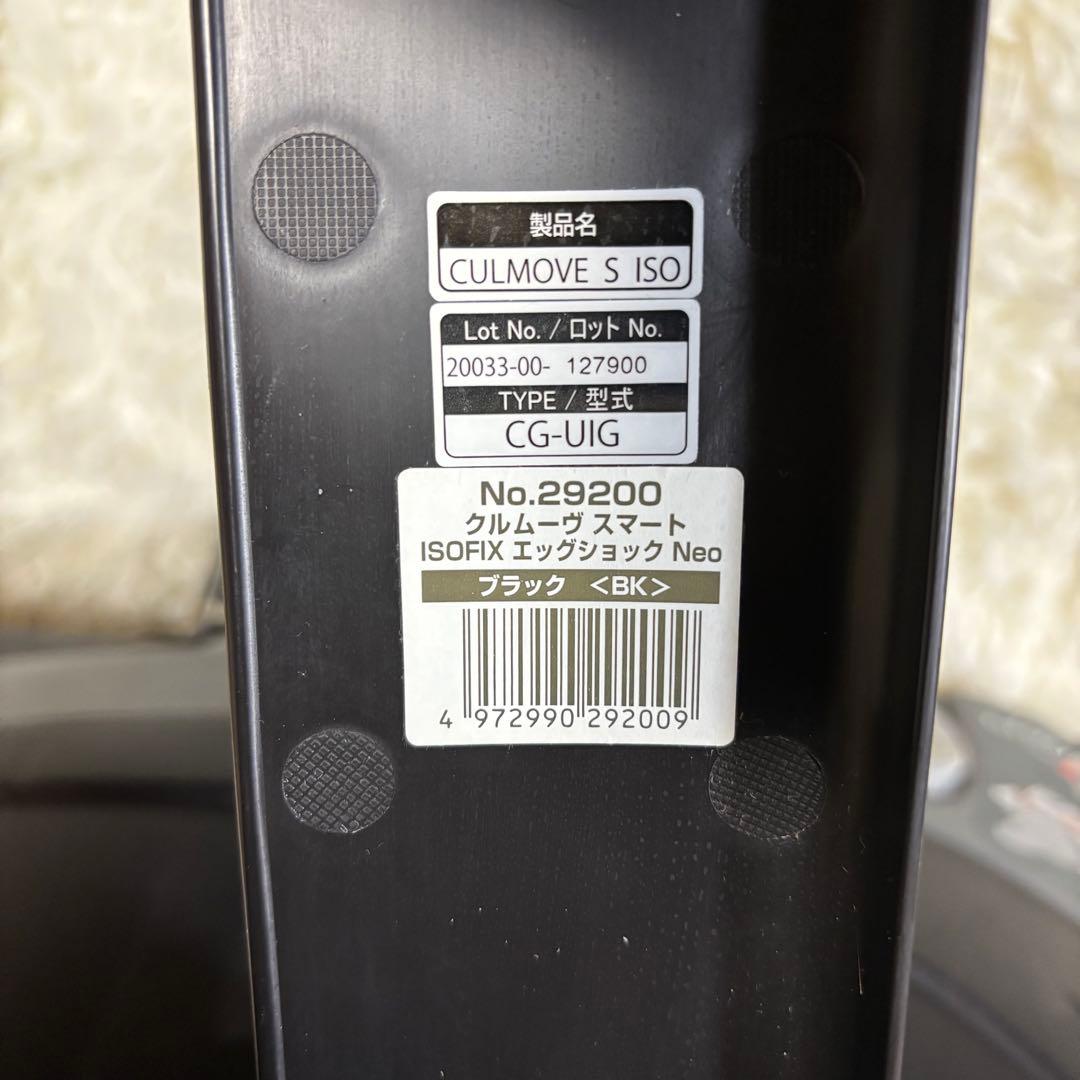 製品名
CULMOVE S ISO
Lot No. / ロット No.
20033-00- 127900
TYPE / 型式
CG-UIG
No.29200
クルムーヴ スマート
ISOFIX エッグショック Neo
ブラック <BK>
4 972990 292009